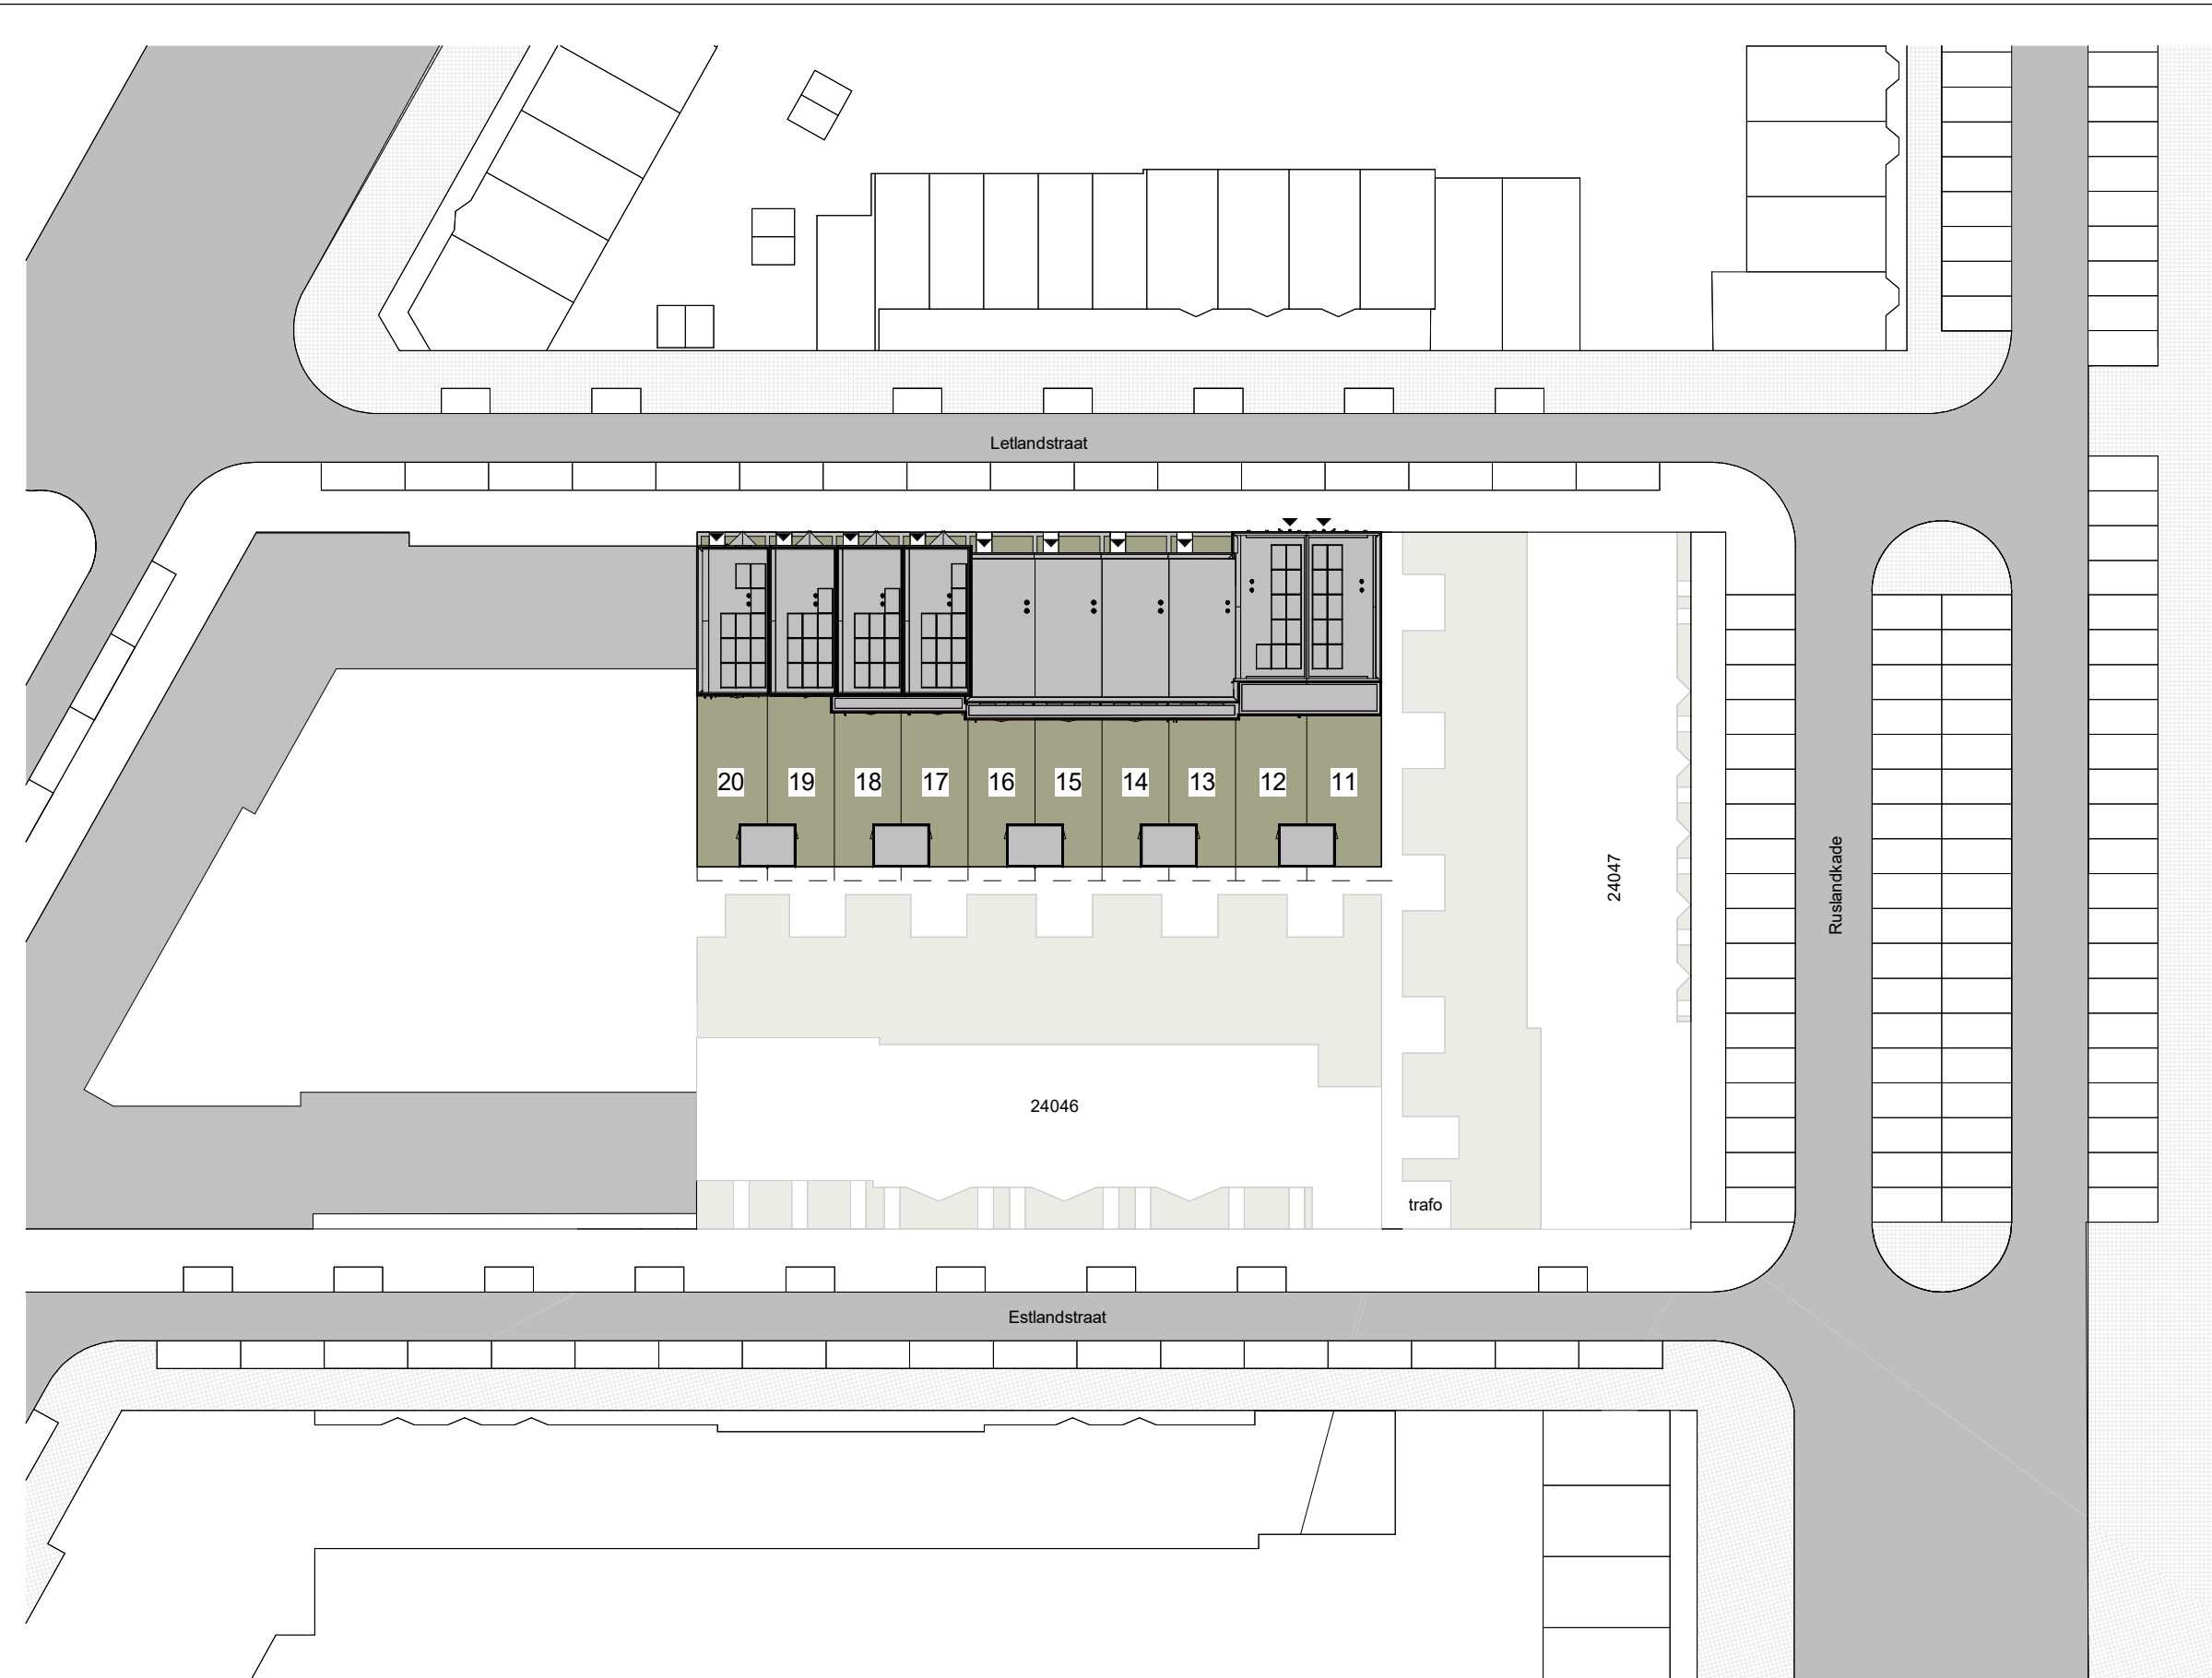 Letlandstraat
20 19 18 17 16 15 14 13 12 11
24047
Ruslandkade
24046
trafo
Estlandstraat